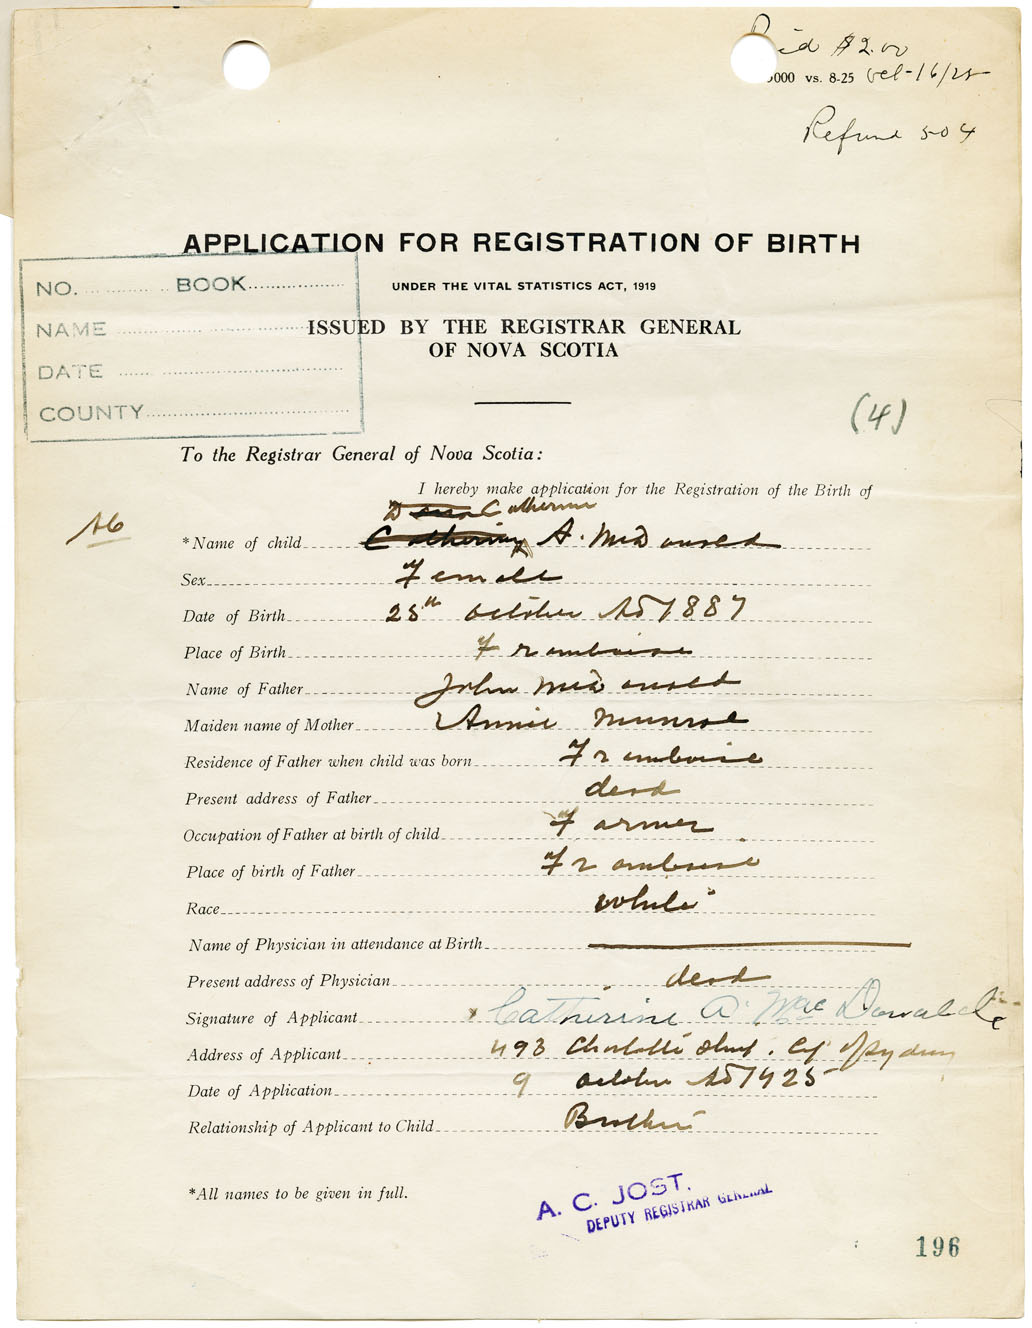 Paid $2.00
000 vs. 8-25 Oct-16/25
Refund 50¢
APPLICATION FOR REGISTRATION OF BIRTH
UNDER THE VITAL STATISTICS ACT, 1919
ISSUED BY THE REGISTRAR GENERAL
OF NOVA SCOTIA
NO. BOOK
NAME
DATE
COUNTY
(4)
To the Registrar General of Nova Scotia:
I hereby make application for the Registration of the Birth of
Catherine
*Name of child Catherine A. McDonald
Sex Female
Date of Birth 25th October AD 1887
Place of Birth Framboise
Name of Father John McDonald
Maiden name of Mother Annie Munroe
Residence of Father when child was born Framboise
Present address of Father dead
Occupation of Father at birth of child Farmer
Place of birth of Father Framboise
Race White
Name of Physician in attendance at Birth
Present address of Physician dead
Signature of Applicant x Catherine A. MacDonald
Address of Applicant 493 Charlotte Street. City of Sydney
Date of Application 9 October AD 1925
Relationship of Applicant to Child Brother
*All names to be given in full.
A. C. JOST.
DEPUTY REGISTRAR GENERAL
196